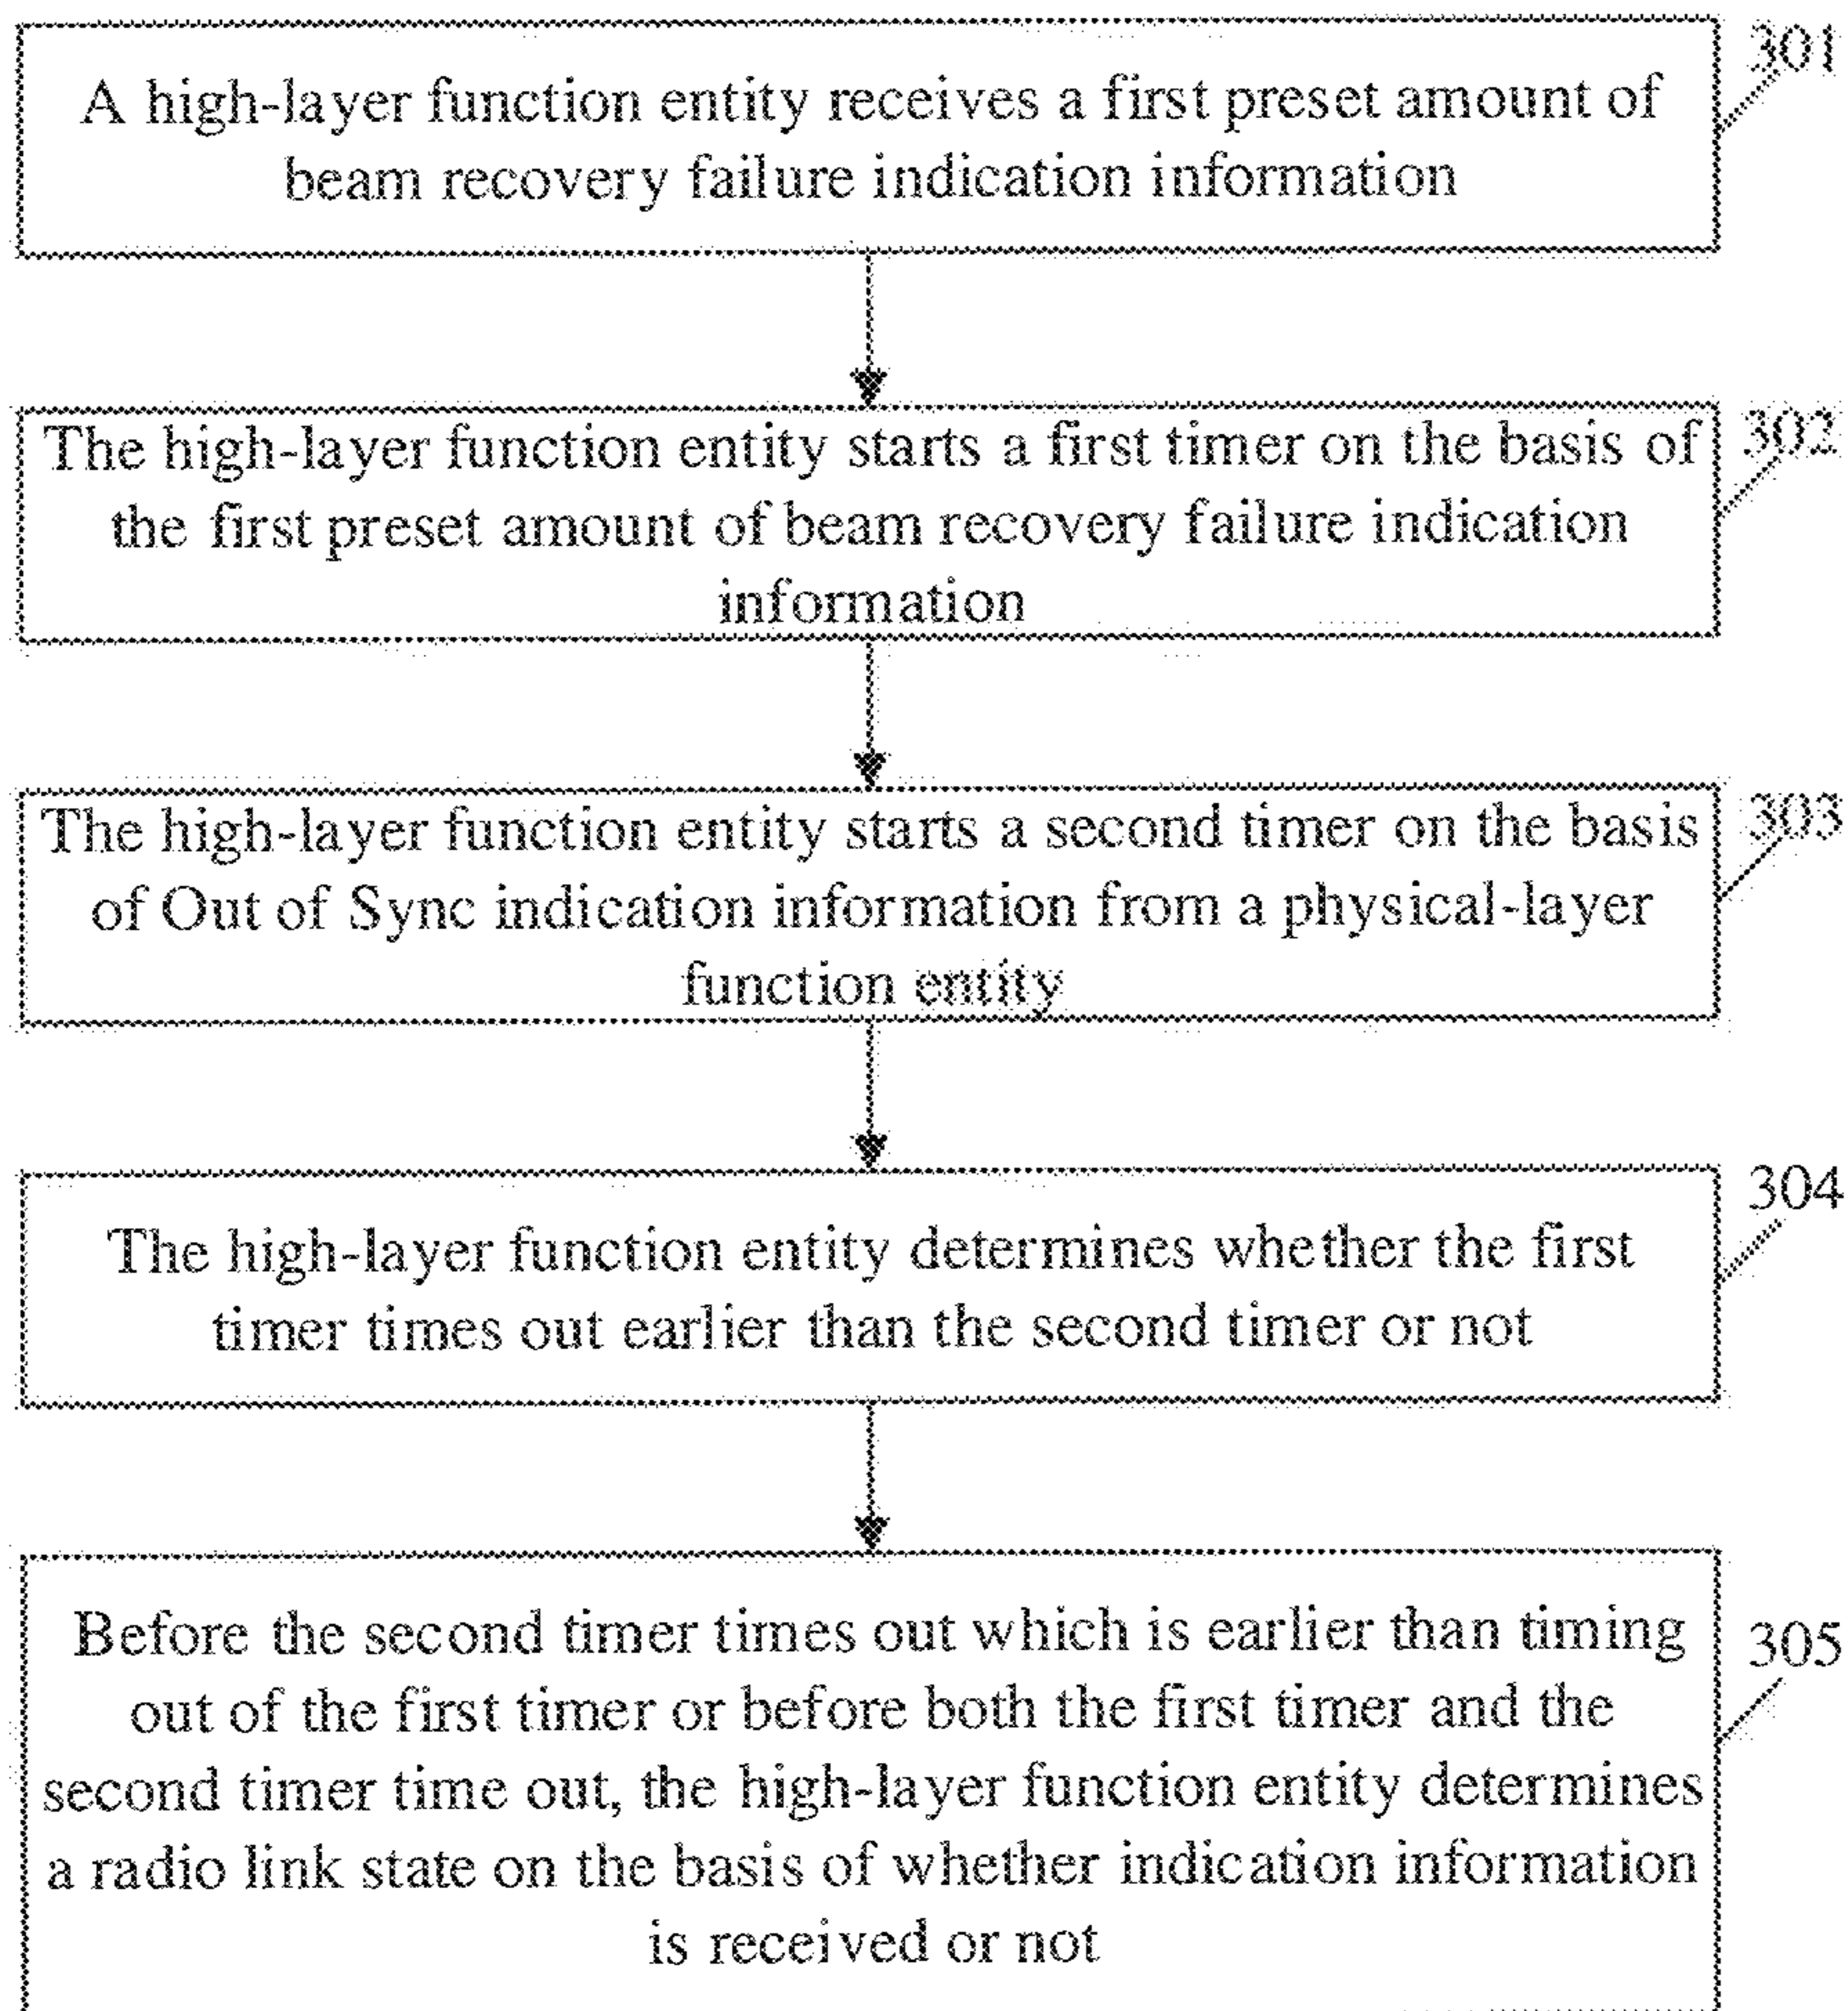 301
A high-layer function entity receives a first preset amount of
beam recovery failure indication information
302
The high-layer function entity starts a first timer on the basis of
the first preset amount of beam recovery failure indication
information
303
The high-layer function entity starts a second timer on the basis
of Out of Sync indication information from a physical-layer
function entity
304
The high-layer function entity determines whether the first
timer times out earlier than the second timer or not
305
Before the second timer times out which is earlier than timing
out of the first timer or before both the first timer and the
second timer time out, the high-layer function entity determines
a radio link state on the basis of whether indication information
is received or not